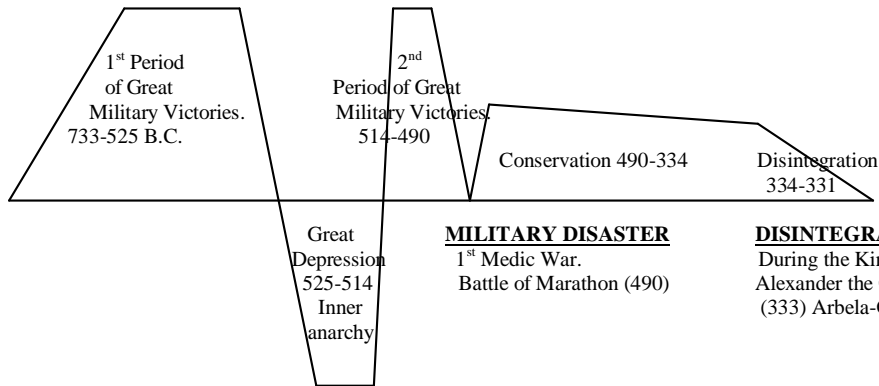 1st Period
of Great
Military Victories.
733-525 B.C.
2nd
Period of Great
Military Victories.
514-490
Conservation 490-334
Disintegration
334-331
Great
Depression
525-514
Inner
anarchy
MILITARY DISASTER
1st Medic War.
Battle of Marathon (490)
DISINTEGRA
During the Kin
Alexander the
(333) Arbela-